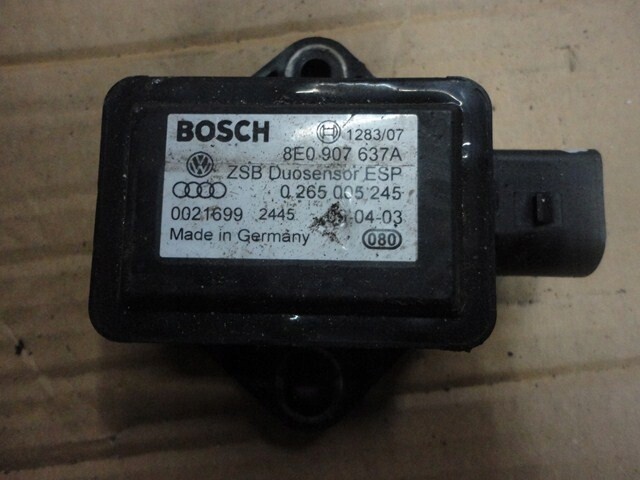 BOSCH 1283/07
8E0 907 637A
ZSB Duosensor ESP
0 265 005 245
0021699 2445 -04-03
Made in Germany 080